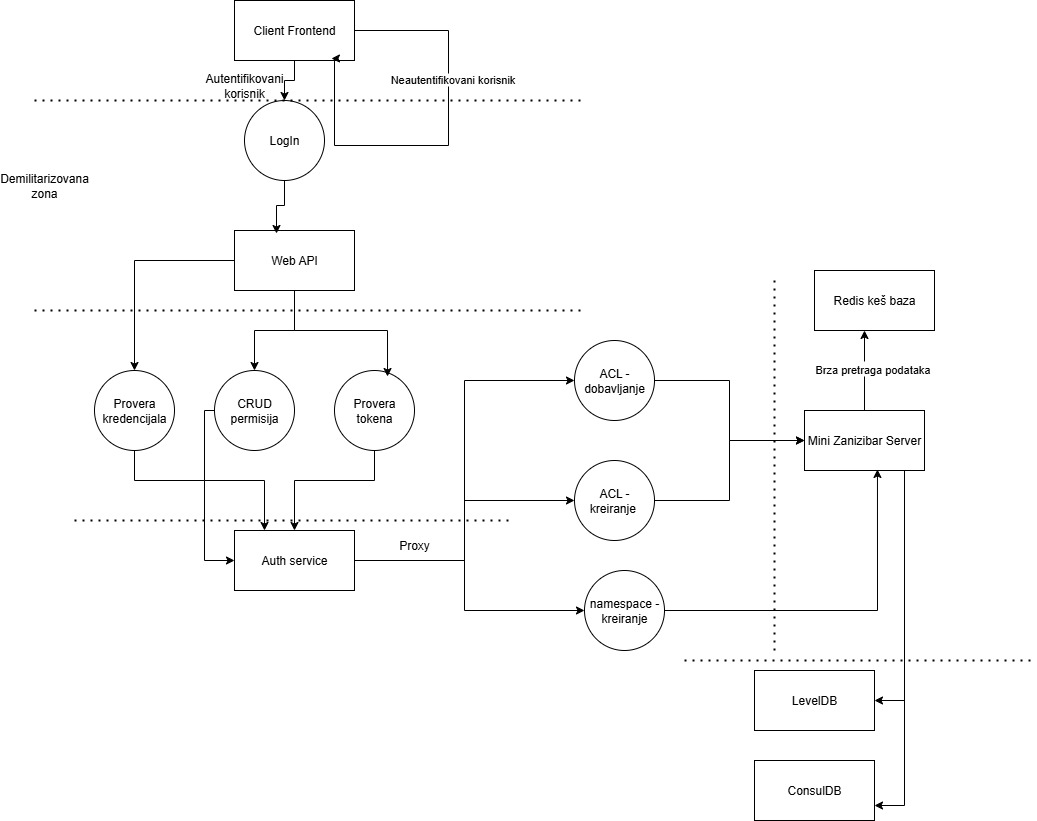 Client Frontend
Autentifikovani
korisnik
Neautentifikovani korisnik
LogIn
Demilitarizovana
zona
Web API
Redis keš baza
Brza pretraga podataka
ACL -
dobavljanje
Provera
kredencijala
CRUD
permisija
Provera
tokena
Mini Zanizibar Server
ACL -
kreiranje
Proxy
Auth service
namespace -
kreiranje
LevelDB
ConsulDB